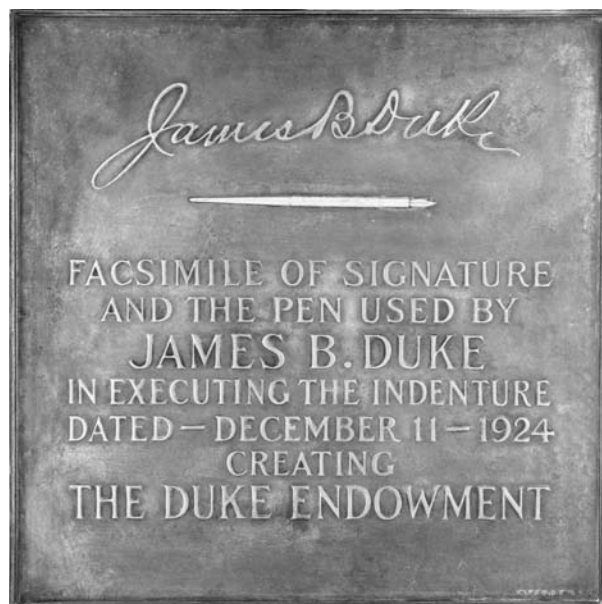 James B Duke
FACSIMILE OF SIGNATURE
AND THE PEN USED BY
JAMES B. DUKE
IN EXECUTING THE INDENTURE
DATED — DECEMBER 11 — 1924
CREATING
THE DUKE ENDOWMENT